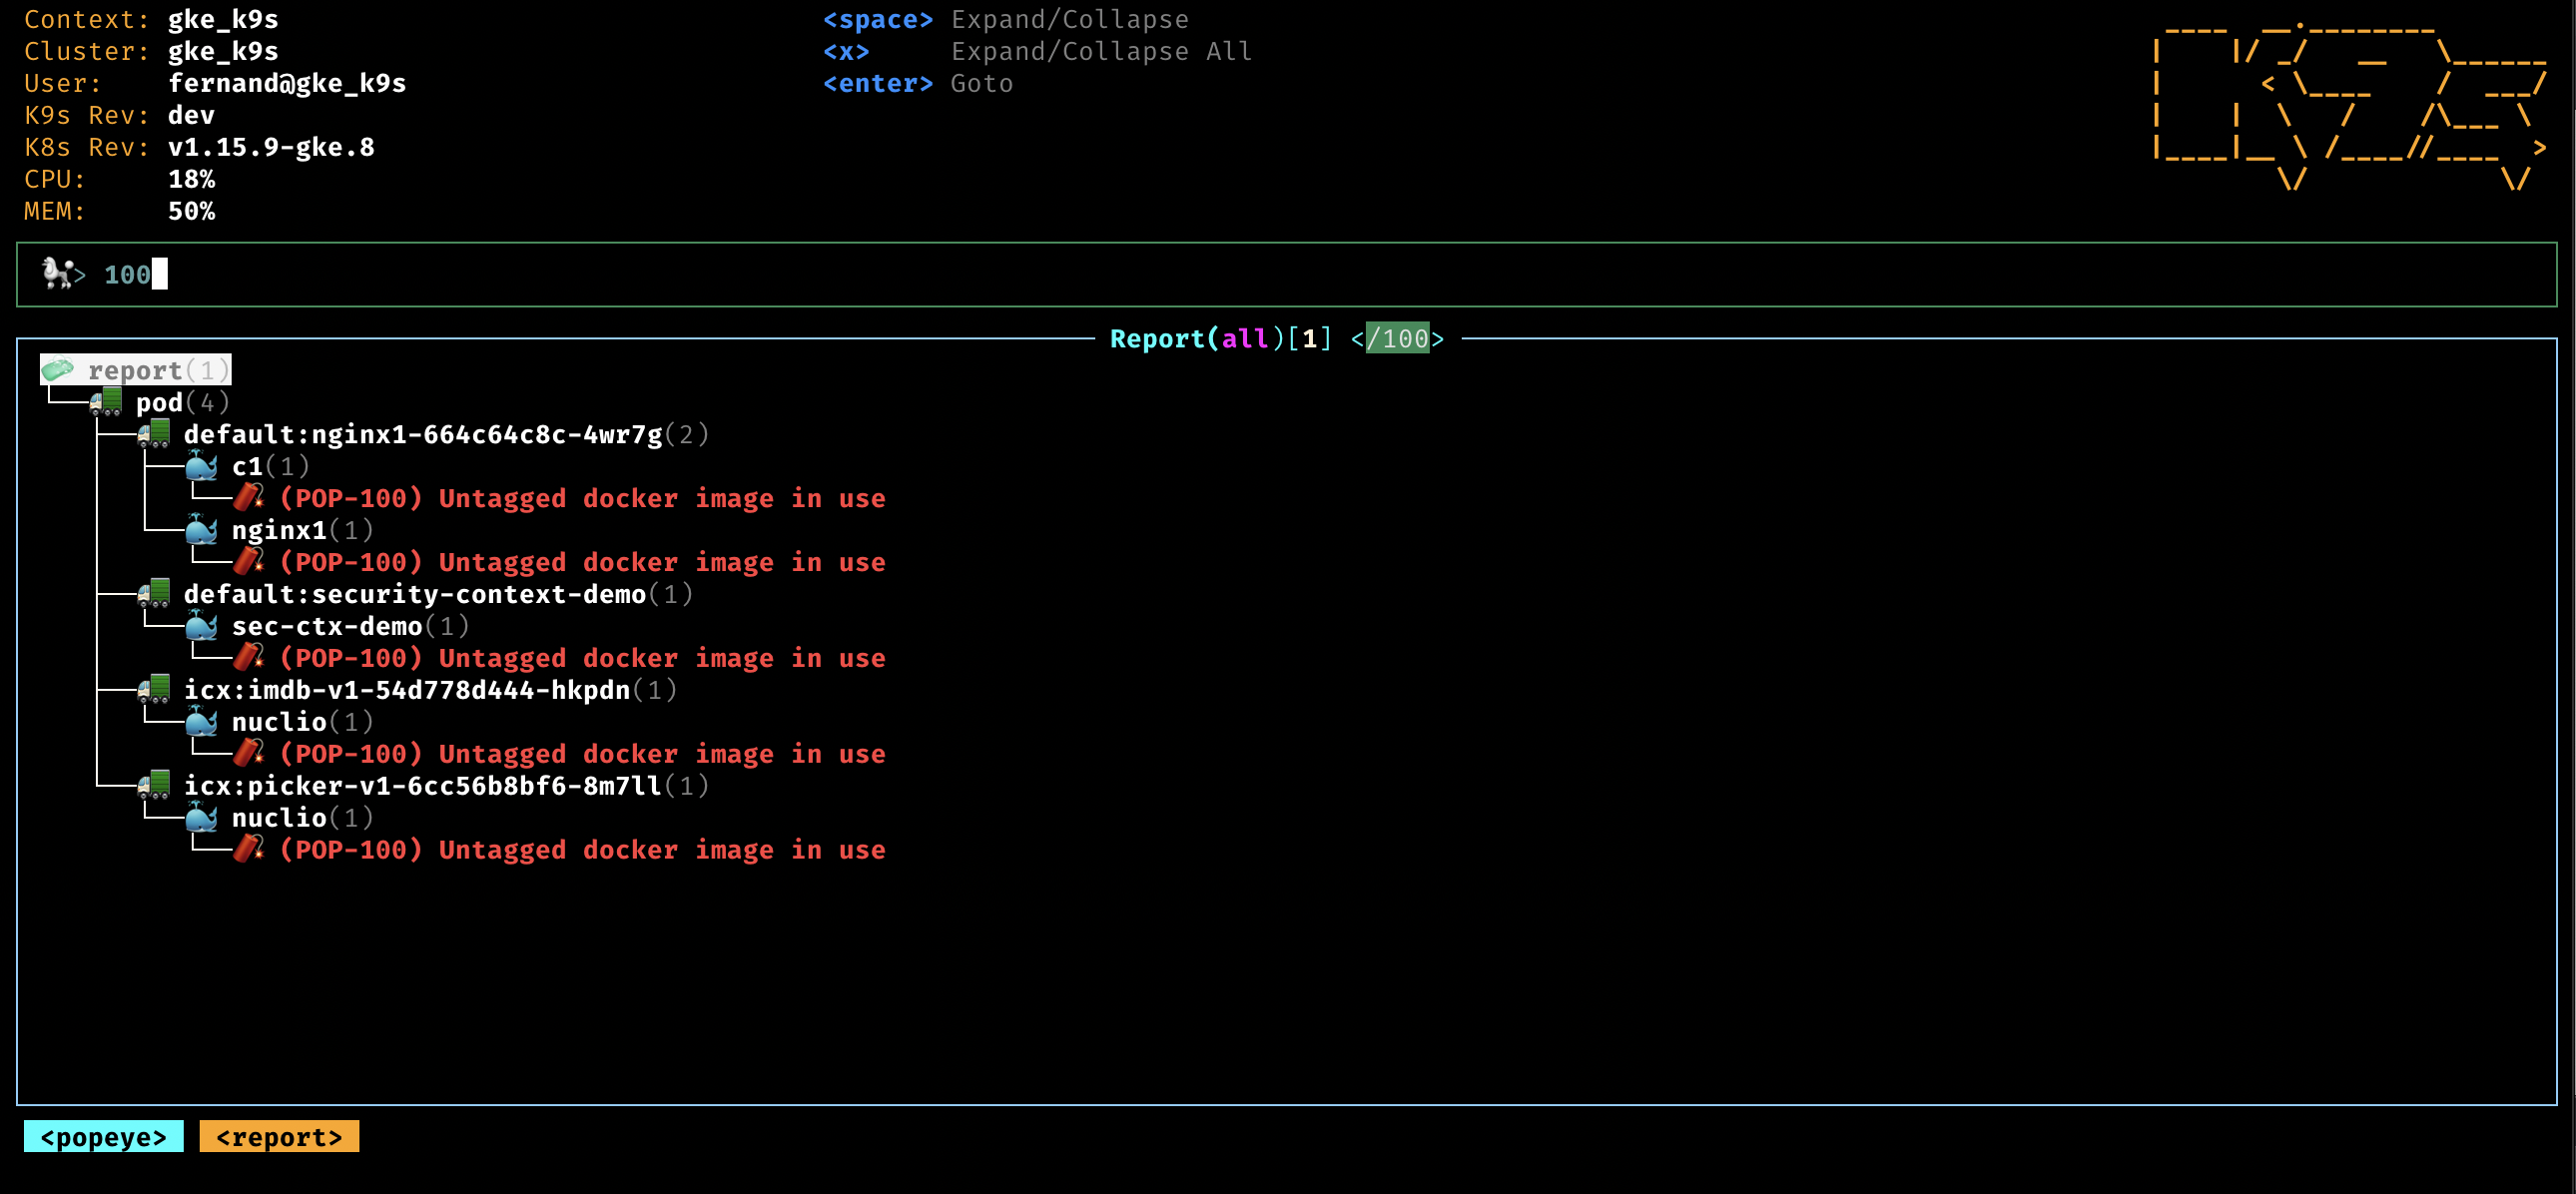 Context: gke_k9s
Cluster: gke_k9s
User: fernand@gke_k9s
K9s Rev: dev
K8s Rev: v1.15.9-gke.8
CPU: 18%
MEM: 50%
<space> Expand/Collapse
<x> Expand/Collapse All
<enter> Goto
> 100
Report(all)[1] </100>
report(1)
pod(4)
default:nginx1-664c64c8c-4wr7g(2)
c1(1)
(POP-100) Untagged docker image in use
nginx1(1)
(POP-100) Untagged docker image in use
default:security-context-demo(1)
sec-ctx-demo(1)
(POP-100) Untagged docker image in use
icx:imdb-v1-54d778d444-hkpdn(1)
nuclio(1)
(POP-100) Untagged docker image in use
icx:picker-v1-6cc56b8bf6-8m7ll(1)
nuclio(1)
(POP-100) Untagged docker image in use
<popeye> <report>